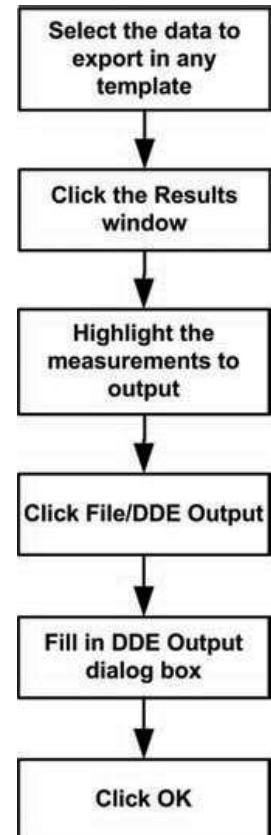 Select the data to
export in any
template
Click the Results
window
Highlight the
measurements to
output
Click File/DDE Output
Fill in DDE Output
dialog box
Click OK